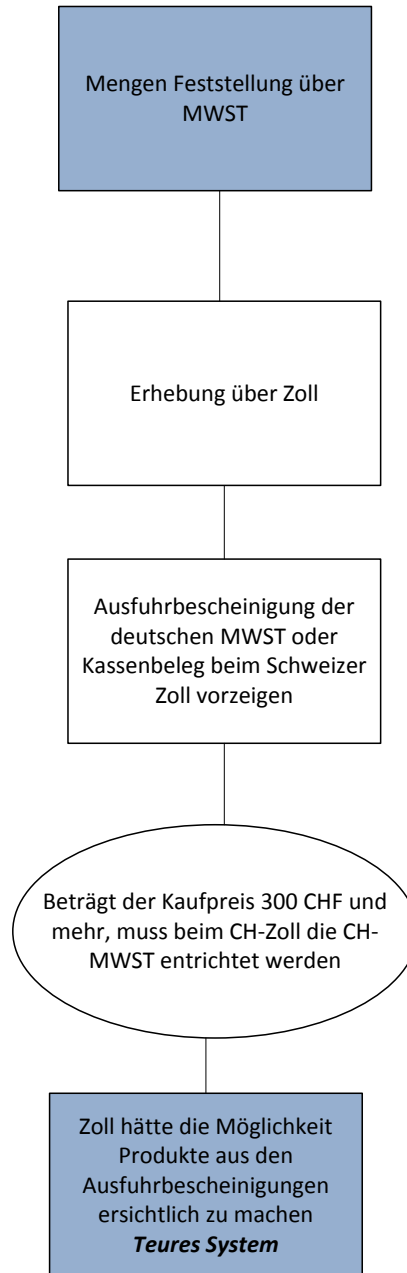 Mengen Feststellung über
MWST
Erhebung über Zoll
Ausfuhrbescheinigung der
deutschen MWST oder
Kassenbeleg beim Schweizer
Zoll vorzeigen
Beträgt der Kaufpreis 300 CHF und
mehr, muss beim CH-Zoll die CH-
MWST entrichtet werden
Zoll hätte die Möglichkeit
Produkte aus den
Ausfuhrbescheinigungen
ersichtlich zu machen
Teures System